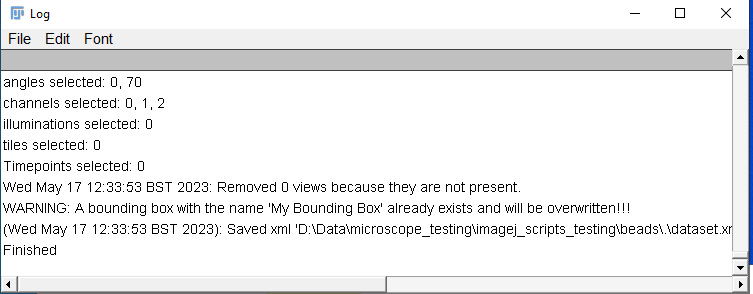 Log
File Edit Font
angles selected: 0, 70
channels selected: 0, 1, 2
illuminations selected: 0
tiles selected: 0
Timepoints selected: 0
Wed May 17 12:33:53 BST 2023: Removed 0 views because they are not present.
WARNING: A bounding box with the name 'My Bounding Box' already exists and will be overwritten!!!
(Wed May 17 12:33:53 BST 2023): Saved xml 'D:\Data\microscope_testing\imagej_scripts_testing\beads\.\dataset.xm
Finished